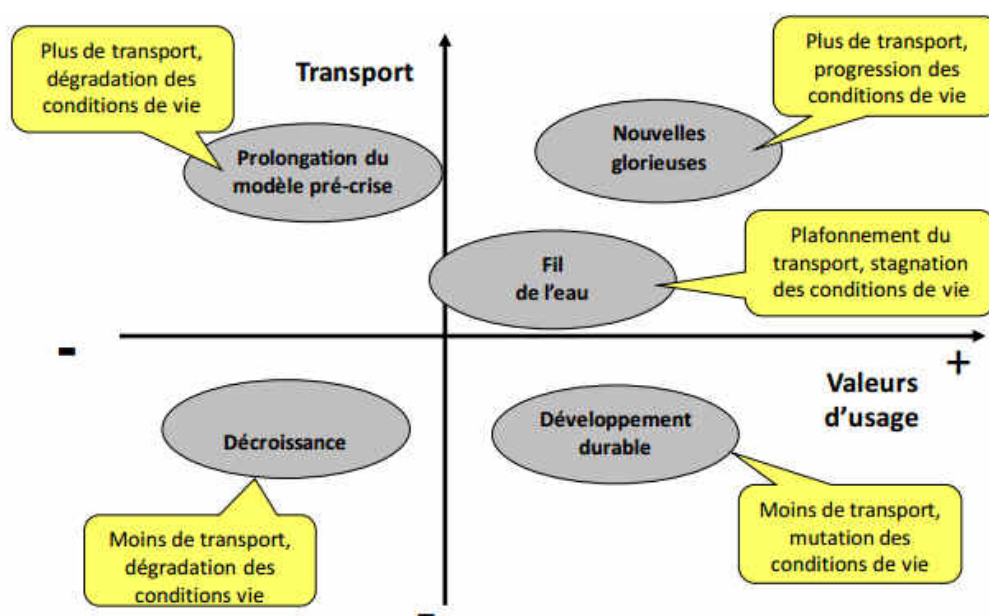 Plus de transport,
dégradation des
conditions de vie
Transport
Plus de transport,
progression des
conditions de vie
Prolongation du
modèle pré-crise
Nouvelles
glorieuses
Fil
de l'eau
Plafonnement du
transport, stagnation
des conditions de vie
-
+
Valeurs
d'usage
Décroissance
Développement
durable
Moins de transport,
dégradation des
conditions vie
Moins de transport,
mutation des
conditions de vie
-